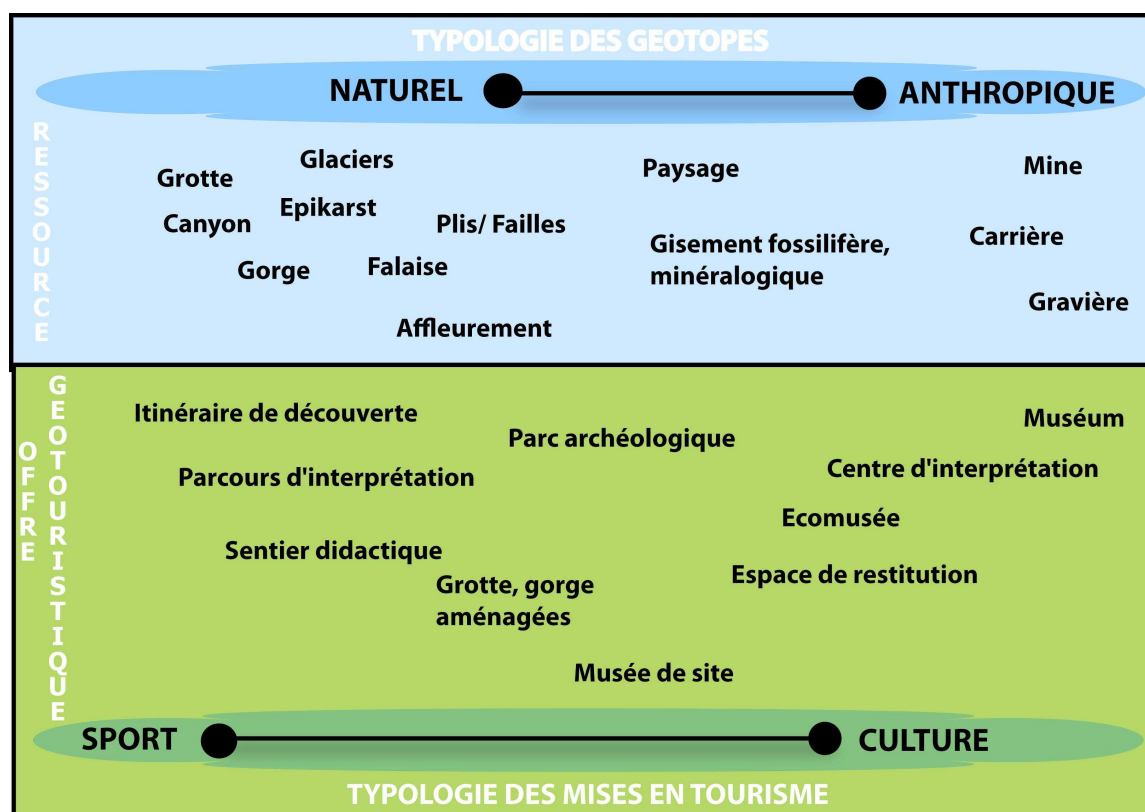 TYPOLOGIE DES GEOTOPES
NATUREL
ANTHROPIQUE
RESSOURCE
Glaciers
Grotte
Paysage
Mine
Epikarst
Canyon
Plis/ Failles
Gisement fossilifère,
minéralogique
Carrière
Gorge
Falaise
Gravière
Affleurement
OFFRE
GEOTOURISTIQUE
Itinéraire de découverte
Parc archéologique
Muséum
Parcours d'interprétation
Centre d'interprétation
Ecomusée
Sentier didactique
Grotte, gorge
aménagées
Espace de restitution
Musée de site
SPORT
CULTURE
TYPOLOGIE DES MISES EN TOURISME